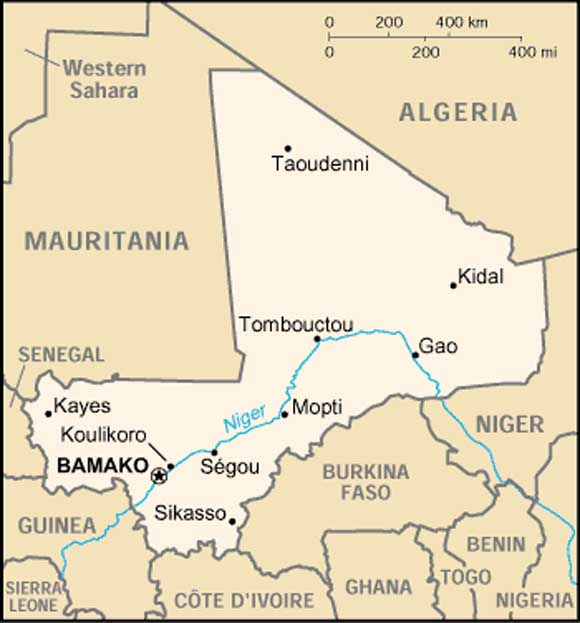 0 200 400 km
0 200 400 mi
Western
Sahara
ALGERIA
Taoudenni
MAURITANIA
Kidal
Tombouctou
Gao
SENEGAL
Kayes
Niger
Mopti
Koulikoro
NIGER
BAMAKO
Ségou
BURKINA
FASO
Sikasso
GUINEA
BENIN
SIERRA
LEONE
CÔTE D'IVOIRE
GHANA
TOGO
NIGERIA